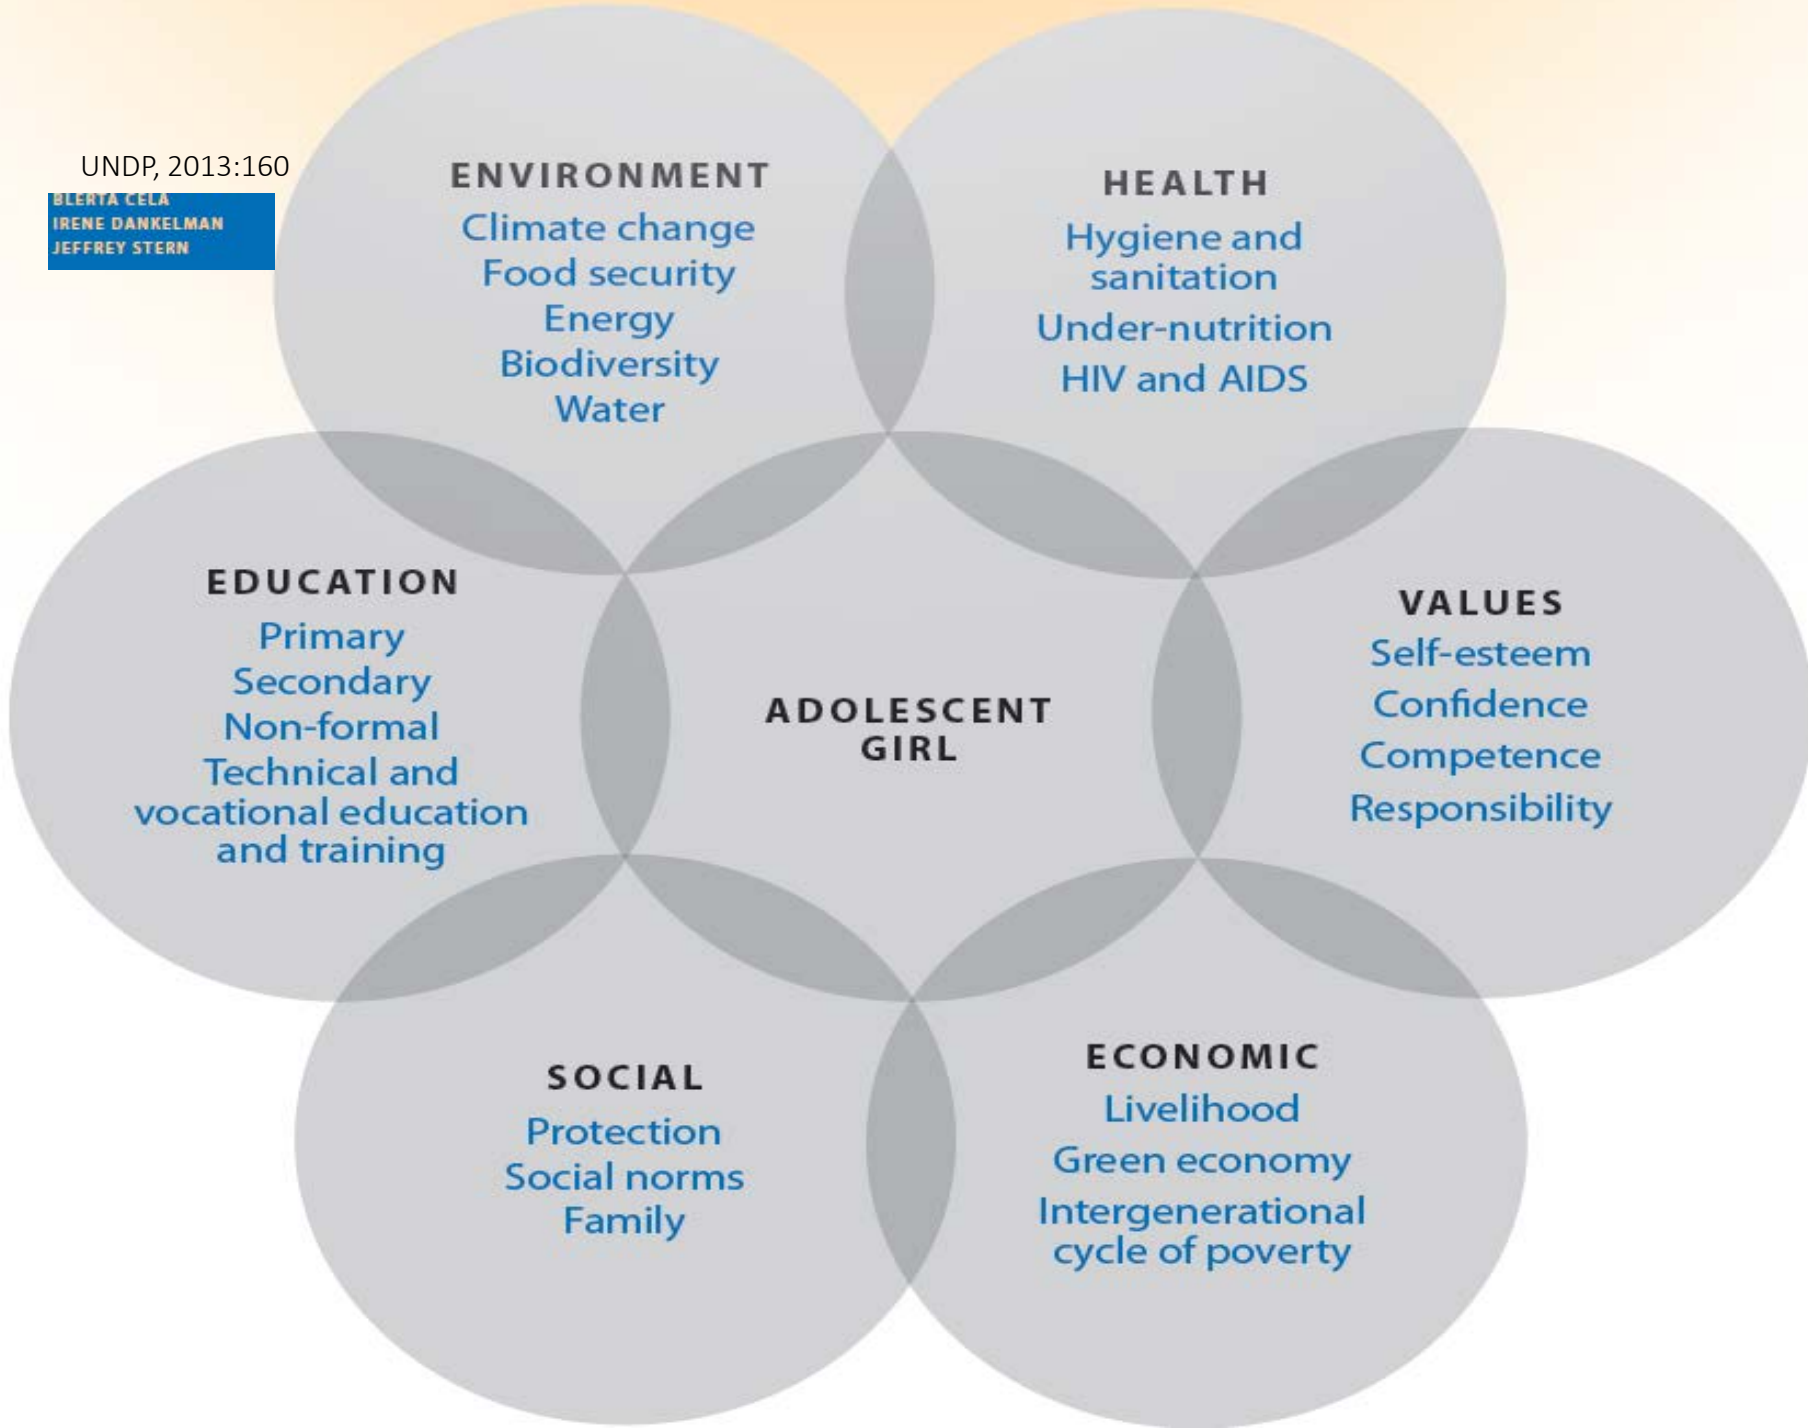 UNDP, 2013:160
BLERTA CELA
IRENE DANKELMAN
JEFFREY STERN
ENVIRONMENT
Climate change
Food security
Energy
Biodiversity
Water
HEALTH
Hygiene and
sanitation
Under-nutrition
HIV and AIDS
EDUCATION
Primary
Secondary
Non-formal
Technical and
vocational education
and training
ADOLESCENT
GIRL
VALUES
Self-esteem
Confidence
Competence
Responsibility
SOCIAL
Protection
Social norms
Family
ECONOMIC
Livelihood
Green economy
Intergenerational
cycle of poverty